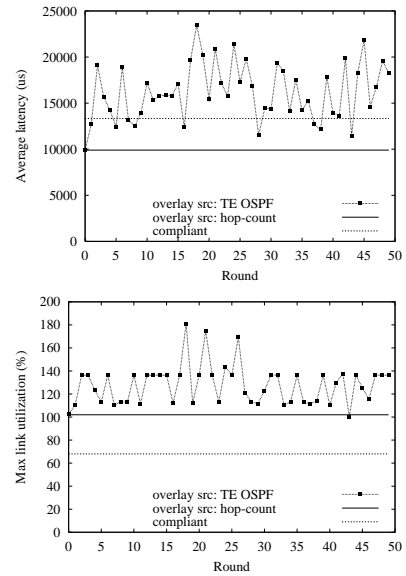 25000
20000
15000
10000
5000
0
Average latency (us)
overlay src: TE OSPF
overlay src: hop-count
compliant
0 5 10 15 20 25 30 35 40 45 50
Round
200
180
160
140
120
100
80
60
40
20
0
Max link utilization (%)
overlay src: TE OSPF
overlay src: hop-count
compliant
0 5 10 15 20 25 30 35 40 45 50
Round